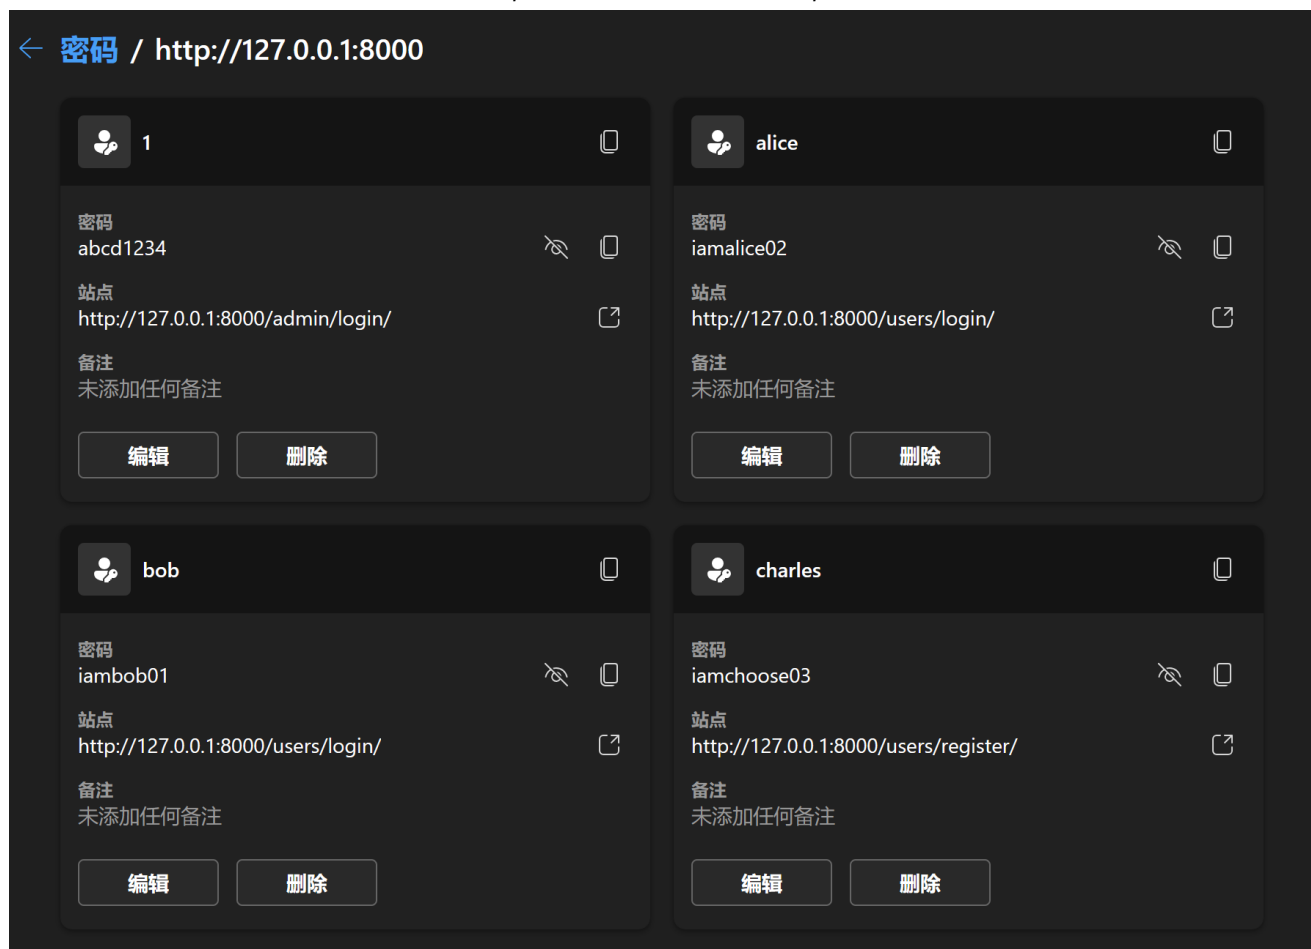 密码 / http://127.0.0.1:8000
1
密码
abcd1234
站点
http://127.0.0.1:8000/admin/login/
备注
未添加任何备注
编辑 删除
alice
密码
iamalice02
站点
http://127.0.0.1:8000/users/login/
备注
未添加任何备注
编辑 删除
bob
密码
iambob01
站点
http://127.0.0.1:8000/users/login/
备注
未添加任何备注
编辑 删除
charles
密码
iamchoose03
站点
http://127.0.0.1:8000/users/register/
备注
未添加任何备注
编辑 删除